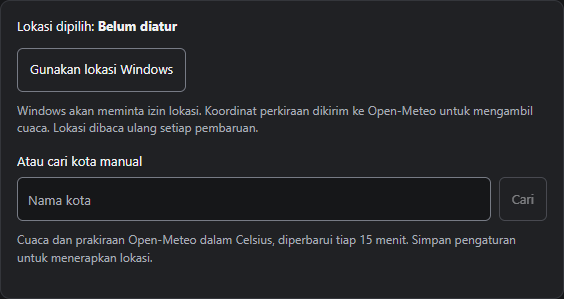 Lokasi dipilih: Belum diatur
Gunakan lokasi Windows
Windows akan meminta izin lokasi. Koordinat perkiraan dikirim ke Open-Meteo untuk mengambil
cuaca. Lokasi dibaca ulang setiap pembaruan.
Atau cari kota manual
Nama kota
Cari
Cuaca dan prakiraan Open-Meteo dalam Celsius, diperbarui tiap 15 menit. Simpan pengaturan
untuk menerapkan lokasi.